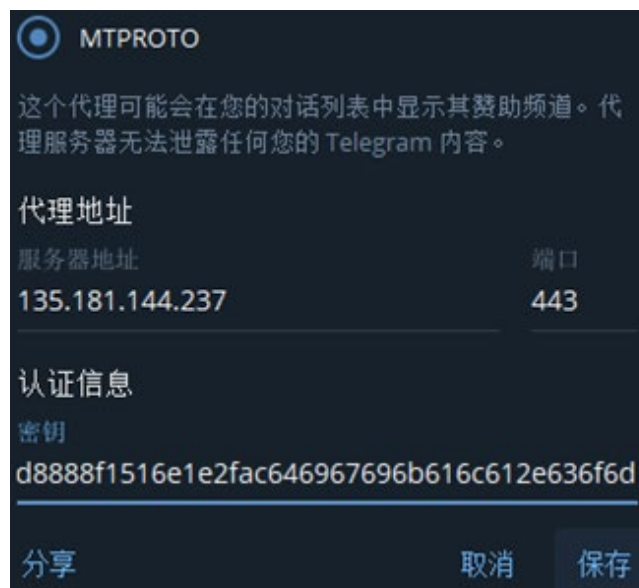 MTPROTO
这个代理可能会在您的对话列表中显示其赞助频道。代
理服务器无法泄露任何您的 Telegram 内容。
代理地址
服务器地址 端口
135.181.144.237 443
认证信息
密钥
d8888f1516e1e2fac646967696b616c612e636f6d
分享 取消 保存